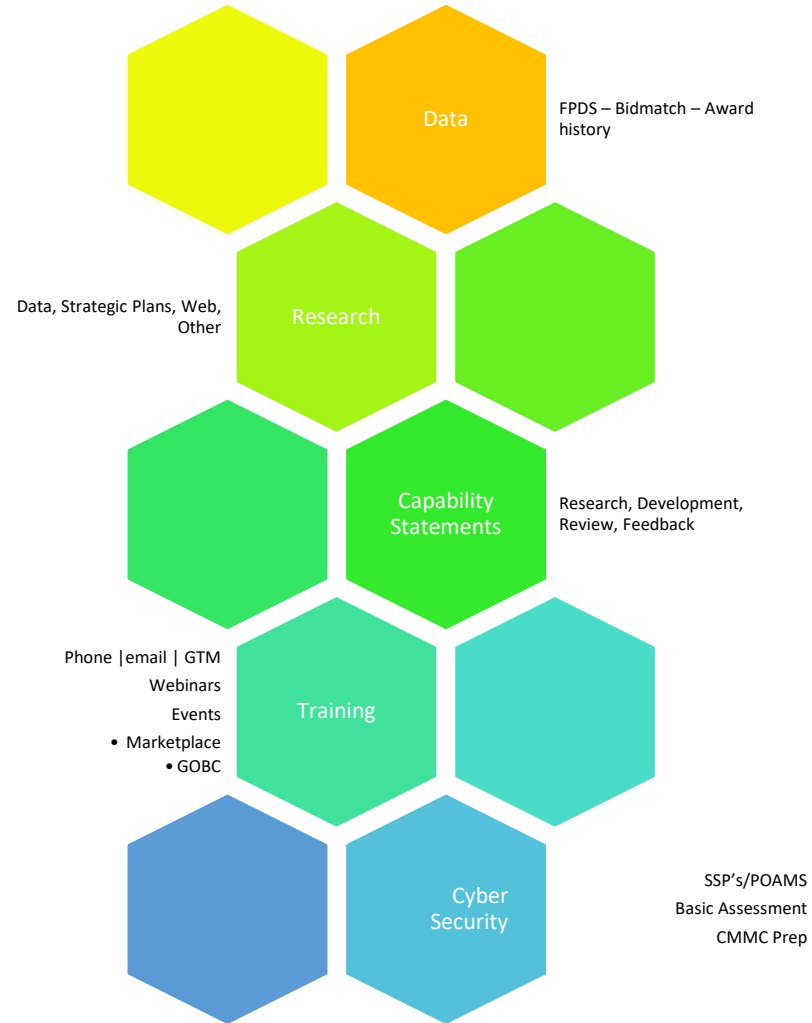 Data
FPDS – Bidmatch – Award
history
Data, Strategic Plans, Web,
Other
Research
Capability
Statements
Research, Development,
Review, Feedback
Phone |email | GTM
Webinars
Events
• Marketplace
• GOBC
Training
Cyber
Security
SSP's/POAMS
Basic Assessment
CMMC Prep